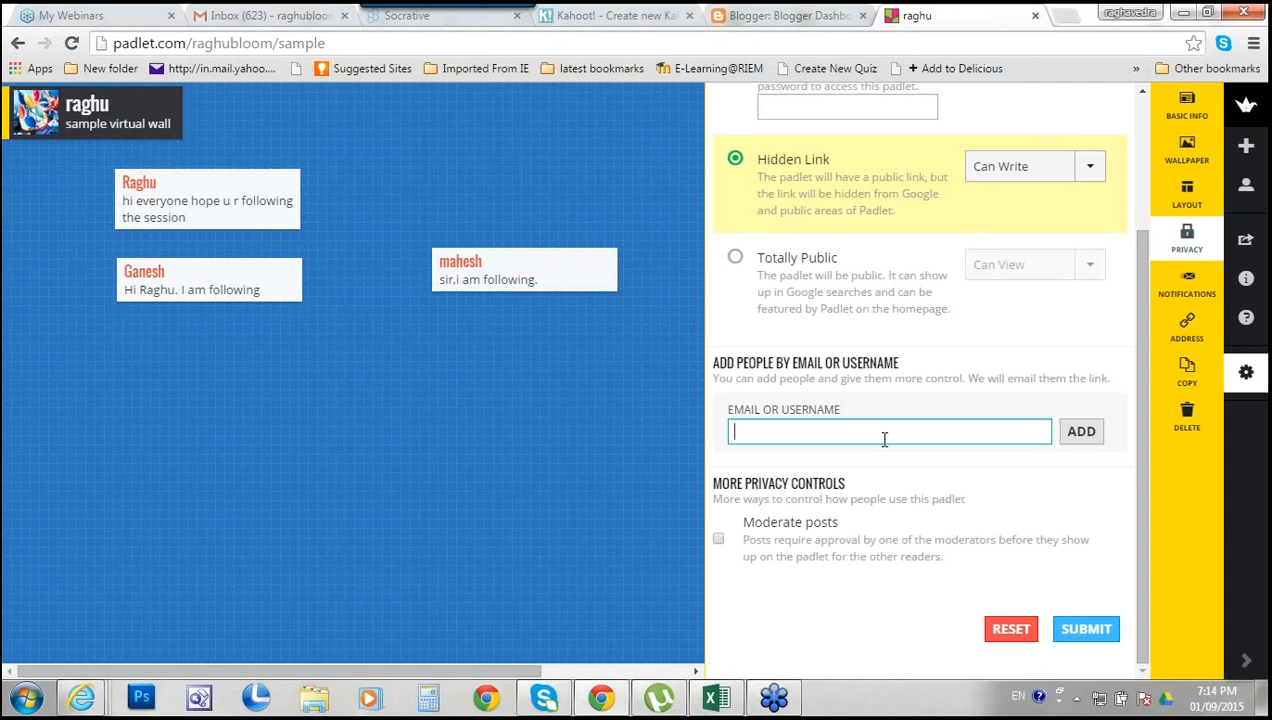 My Webinars
Inbox (623) - raghubloom
Socrative
Kahoot! - Create new Ka
Blogger: Blogger Dashbo
raghu
raghavedra
padlet.com/raghubloom/sample
Apps
New folder
http://in.mail.yahoo....
Suggested Sites
Imported From IE
latest bookmarks
E-Learning@RIEM
Create New Quiz
+ Add to Delicious
»
Other bookmarks
raghu
sample virtual wall
Raghu
hi everyone hope u r following
the session
Ganesh
Hi Raghu. I am following
mahesh
sir,i am following.
password to access this padlet.
Hidden Link
The padlet will have a public link, but
the link will be hidden from Google
and public areas of Padlet.
Can Write
Totally Public
The padlet will be public. It can show
up in Google searches and can be
featured by Padlet on the homepage.
Can View
ADD PEOPLE BY EMAIL OR USERNAME
You can add people and give them more control. We will email them the link.
EMAIL OR USERNAME
ADD
MORE PRIVACY CONTROLS
More ways to control how people use this padlet
Moderate posts
Posts require approval by one of the moderators before they show
up on the padlet for the other readers.
RESET
SUBMIT
BASIC INFO
WALLPAPER
LAYOUT
PRIVACY
NOTIFICATIONS
ADDRESS
COPY
DELETE
Ps
EN
7:14 PM
01/09/2015